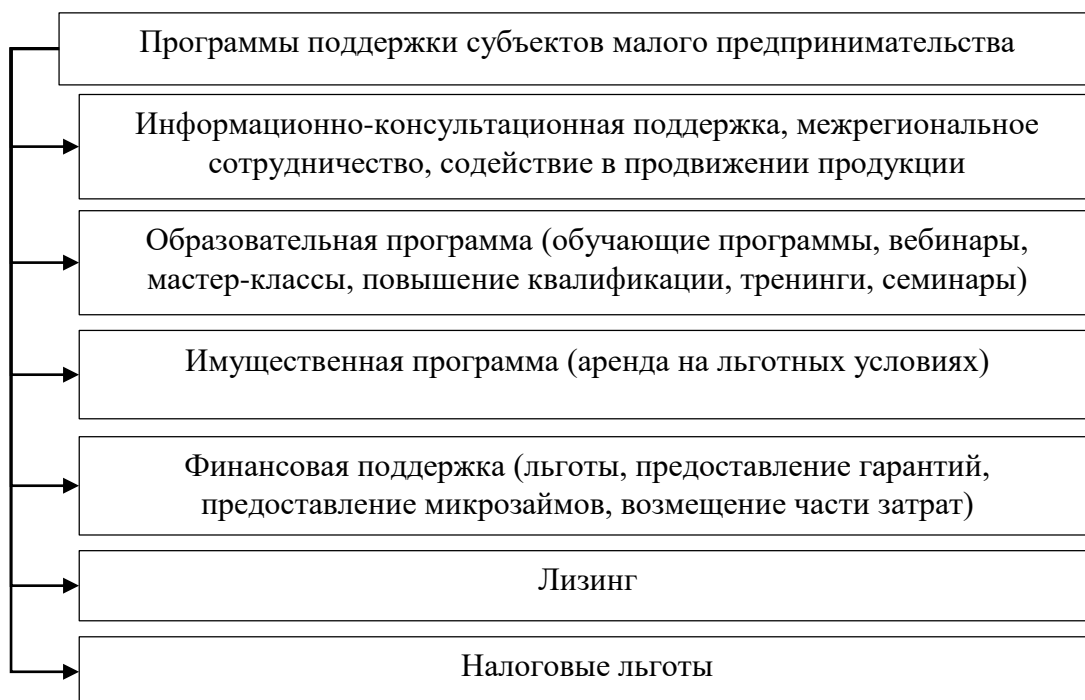 Программы поддержки субъектов малого предпринимательства
Информационно-консультационная поддержка, межрегиональное
сотрудничество, содействие в продвижении продукции
Образовательная программа (обучающие программы, вебинары,
мастер-классы, повышение квалификации, тренинги, семинары)
Имущественная программа (аренда на льготных условиях)
Финансовая поддержка (льготы, предоставление гарантий,
предоставление микрозаймов, возмещение части затрат)
Лизинг
Налоговые льготы